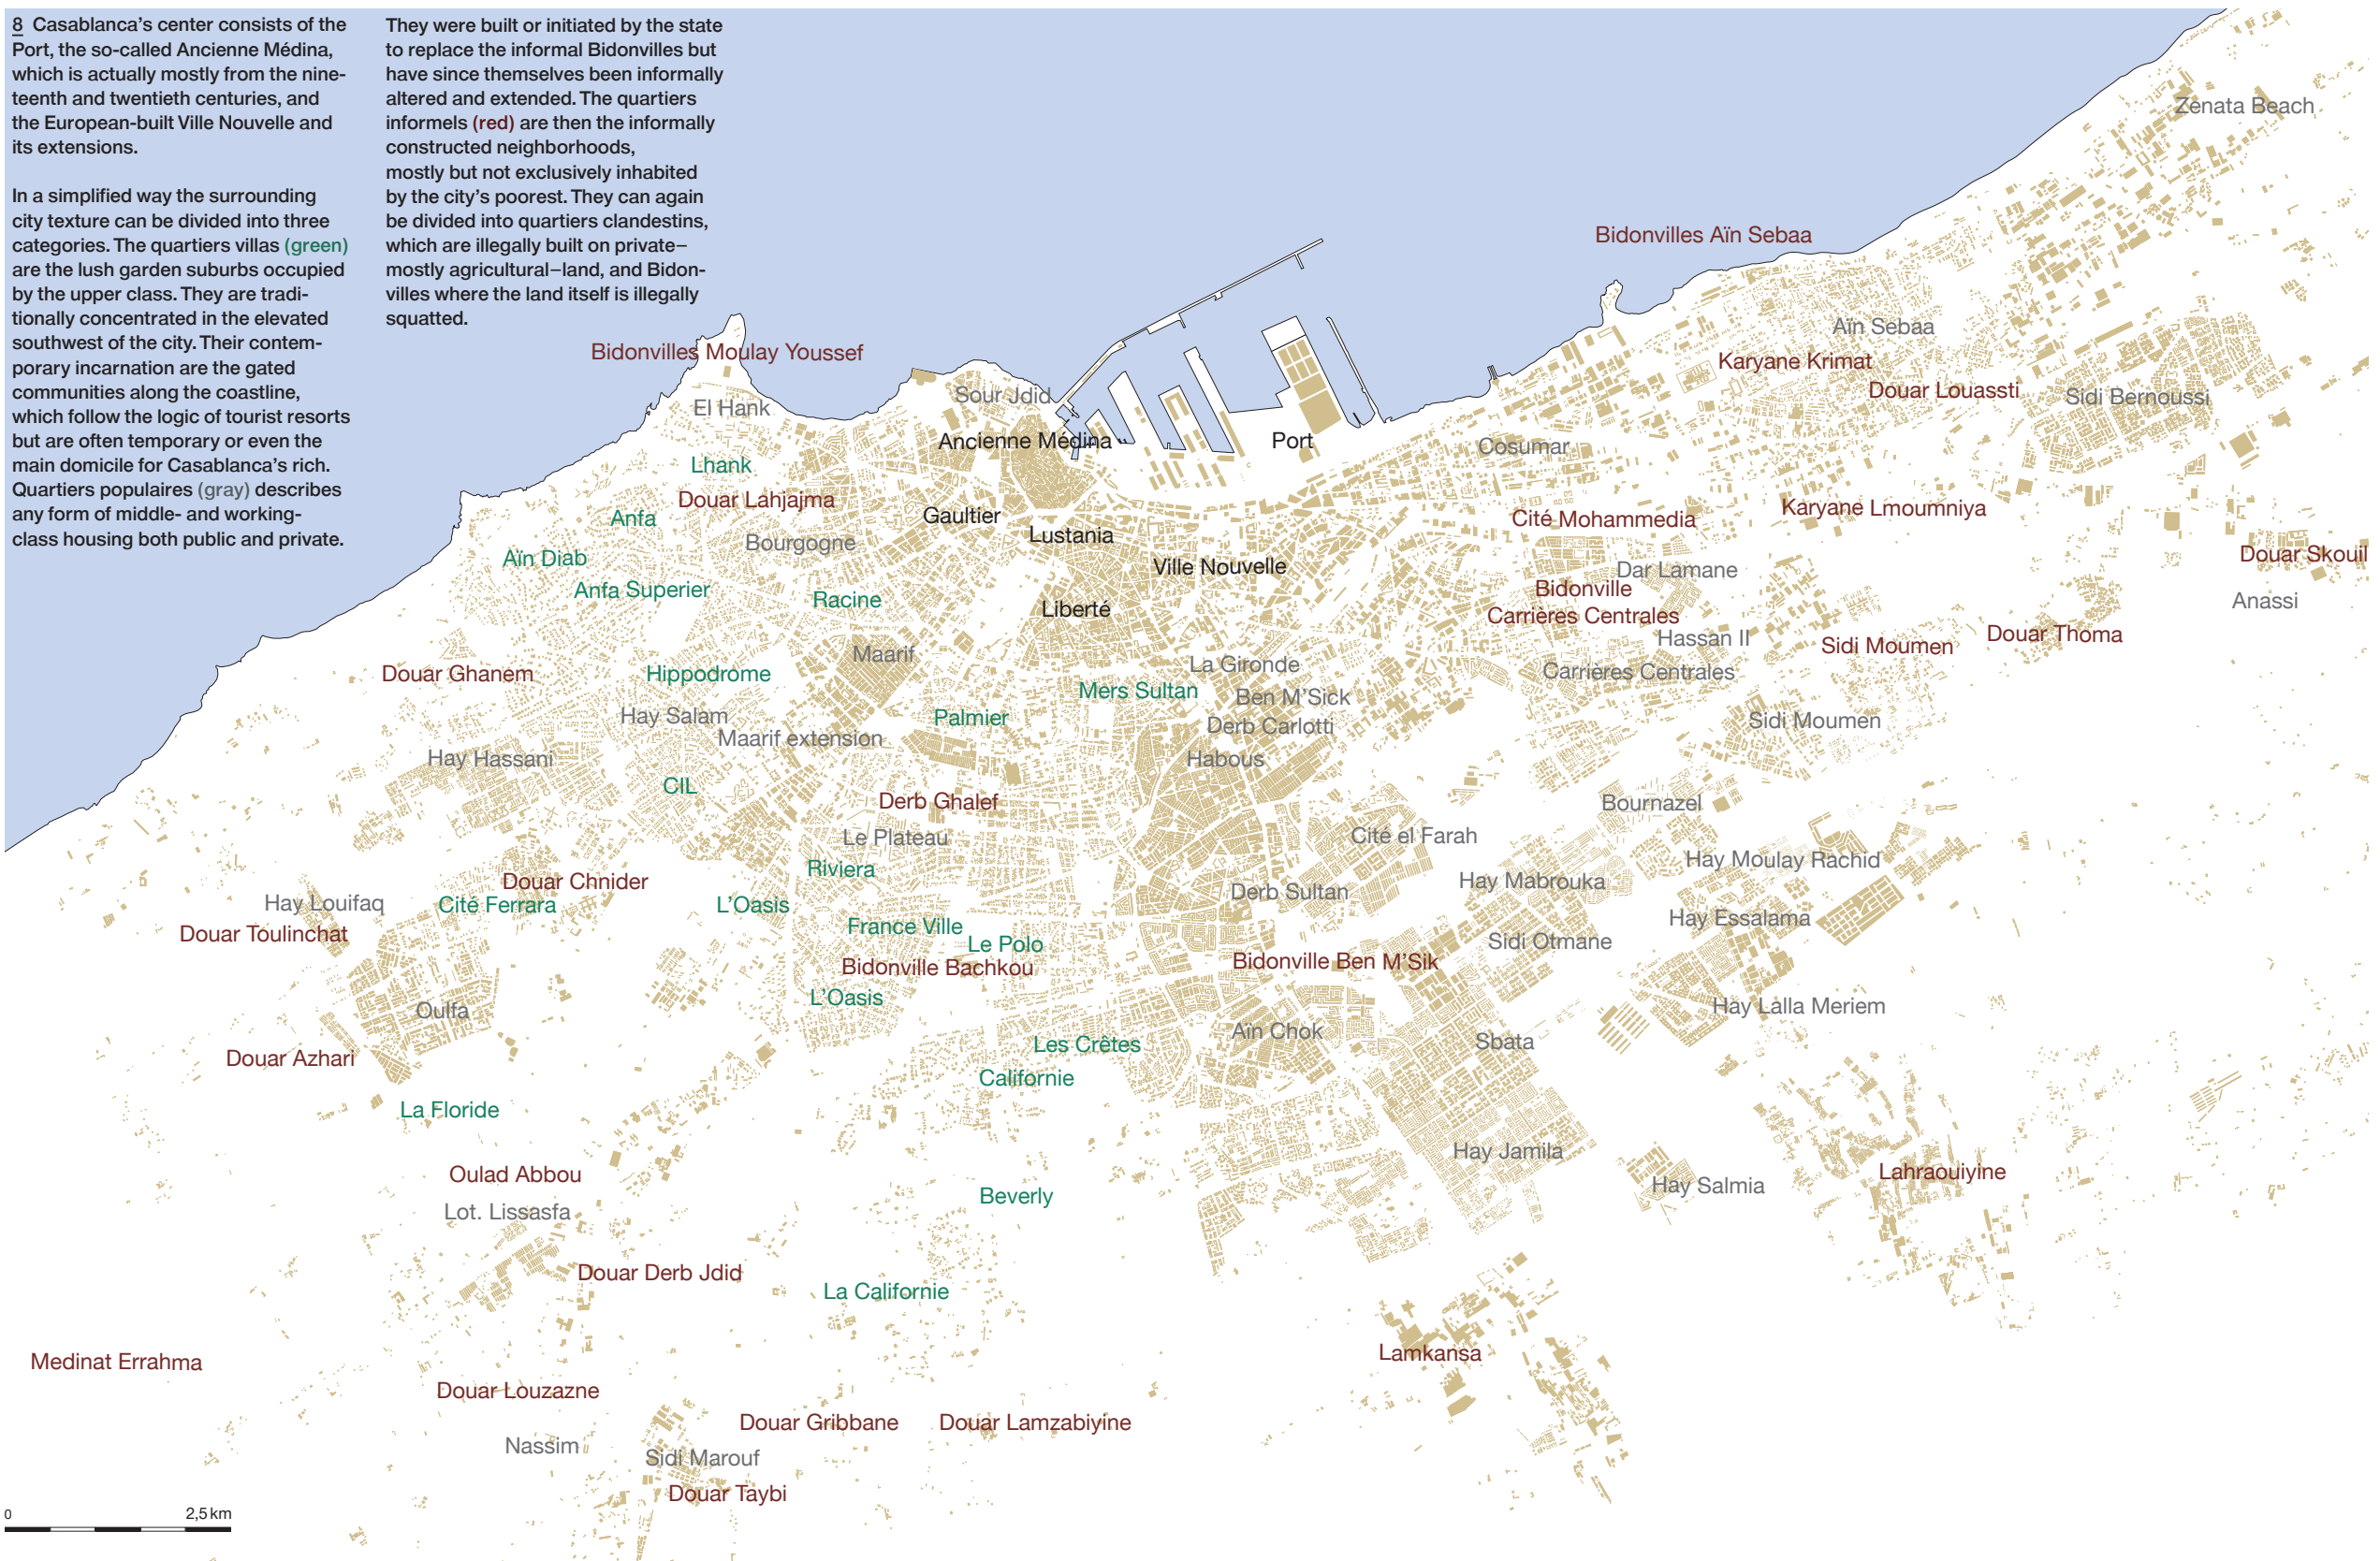 8 Casablanca's center consists of the
Port, the so-called Ancienne Médina,
which is actually mostly from the nine-
teenth and twentieth centuries, and
the European-built Ville Nouvelle and
its extensions.
In a simplified way the surrounding
city texture can be divided into three
categories. The quartiers villas (green)
are the lush garden suburbs occupied
by the upper class. They are tradi-
tionally concentrated in the elevated
southwest of the city. Their contem-
porary incarnation are the gated
communities along the coastline,
which follow the logic of tourist resorts
but are often temporary or even the
main domicile for Casablanca's rich.
Quartiers populaires (gray) describes
any form of middle- and working-
class housing both public and private.
They were built or initiated by the state
to replace the informal Bidonvilles but
have since themselves been informally
altered and extended. The quartiers
informels (red) are then the informally
constructed neighborhoods,
mostly but not exclusively inhabited
by the city's poorest. They can again
be divided into quartiers clandestins,
which are illegally built on private–
mostly agricultural–land, and Bidon-
villes where the land itself is illegally
squatted.
Zenata Beach
Bidonvilles Aïn Sebaa
Aïn Sebaa
Bidonvilles Moulay Youssef
Karyane Krimat
Douar Louassti
Sidi Bernoussi
El Hank
Sour Jdid
Ancienne Médina
Port
Cosumar
Lhank
Douar Lahjajma
Anfa
Gaultier
Cité Mohammedia
Karyane Lmoumniya
Bourgogne
Lustania
Aïn Diab
Ville Nouvelle
Dar Lamane
Douar Skouil
Anfa Superier
Racine
Liberté
Bidonville
Carrières Centrales
Anassi
Hassan II
Sidi Moumen
Douar Thoma
Maarif
La Gironde
Carrières Centrales
Douar Ghanem
Hippodrome
Mers Sultan
Ben M'Sick
Hay Salam
Palmier
Derb Carlotti
Sidi Moumen
Maarif extension
Hay Hassani
Habous
CIL
Derb Ghalef
Bournazel
Le Plateau
Cité el Farah
Riviera
Hay Moulay Rachid
Douar Chnider
Hay Mabrouka
Derb Sultan
Hay Louifaq
Cité Ferrara
L'Oasis
Hay Essalama
Douar Toulinchat
France Ville
Le Polo
Sidi Otmane
Bidonville Bachkou
Bidonville Ben M'Sik
L'Oasis
Oulfa
Hay Lalla Meriem
Aïn Chok
Les Crêtes
Sbata
Douar Azhari
Californie
La Floride
Hay Jamila
Oulad Abbou
Lahraouiyine
Hay Salmia
Beverly
Lot. Lissasfa
Douar Derb Jdid
La Californie
Lamkansa
Medinat Errahma
Douar Louzazne
Douar Gribbane
Douar Lamzabiyine
Nassim
Sidi Marouf
Douar Taybi
0 2,5 km